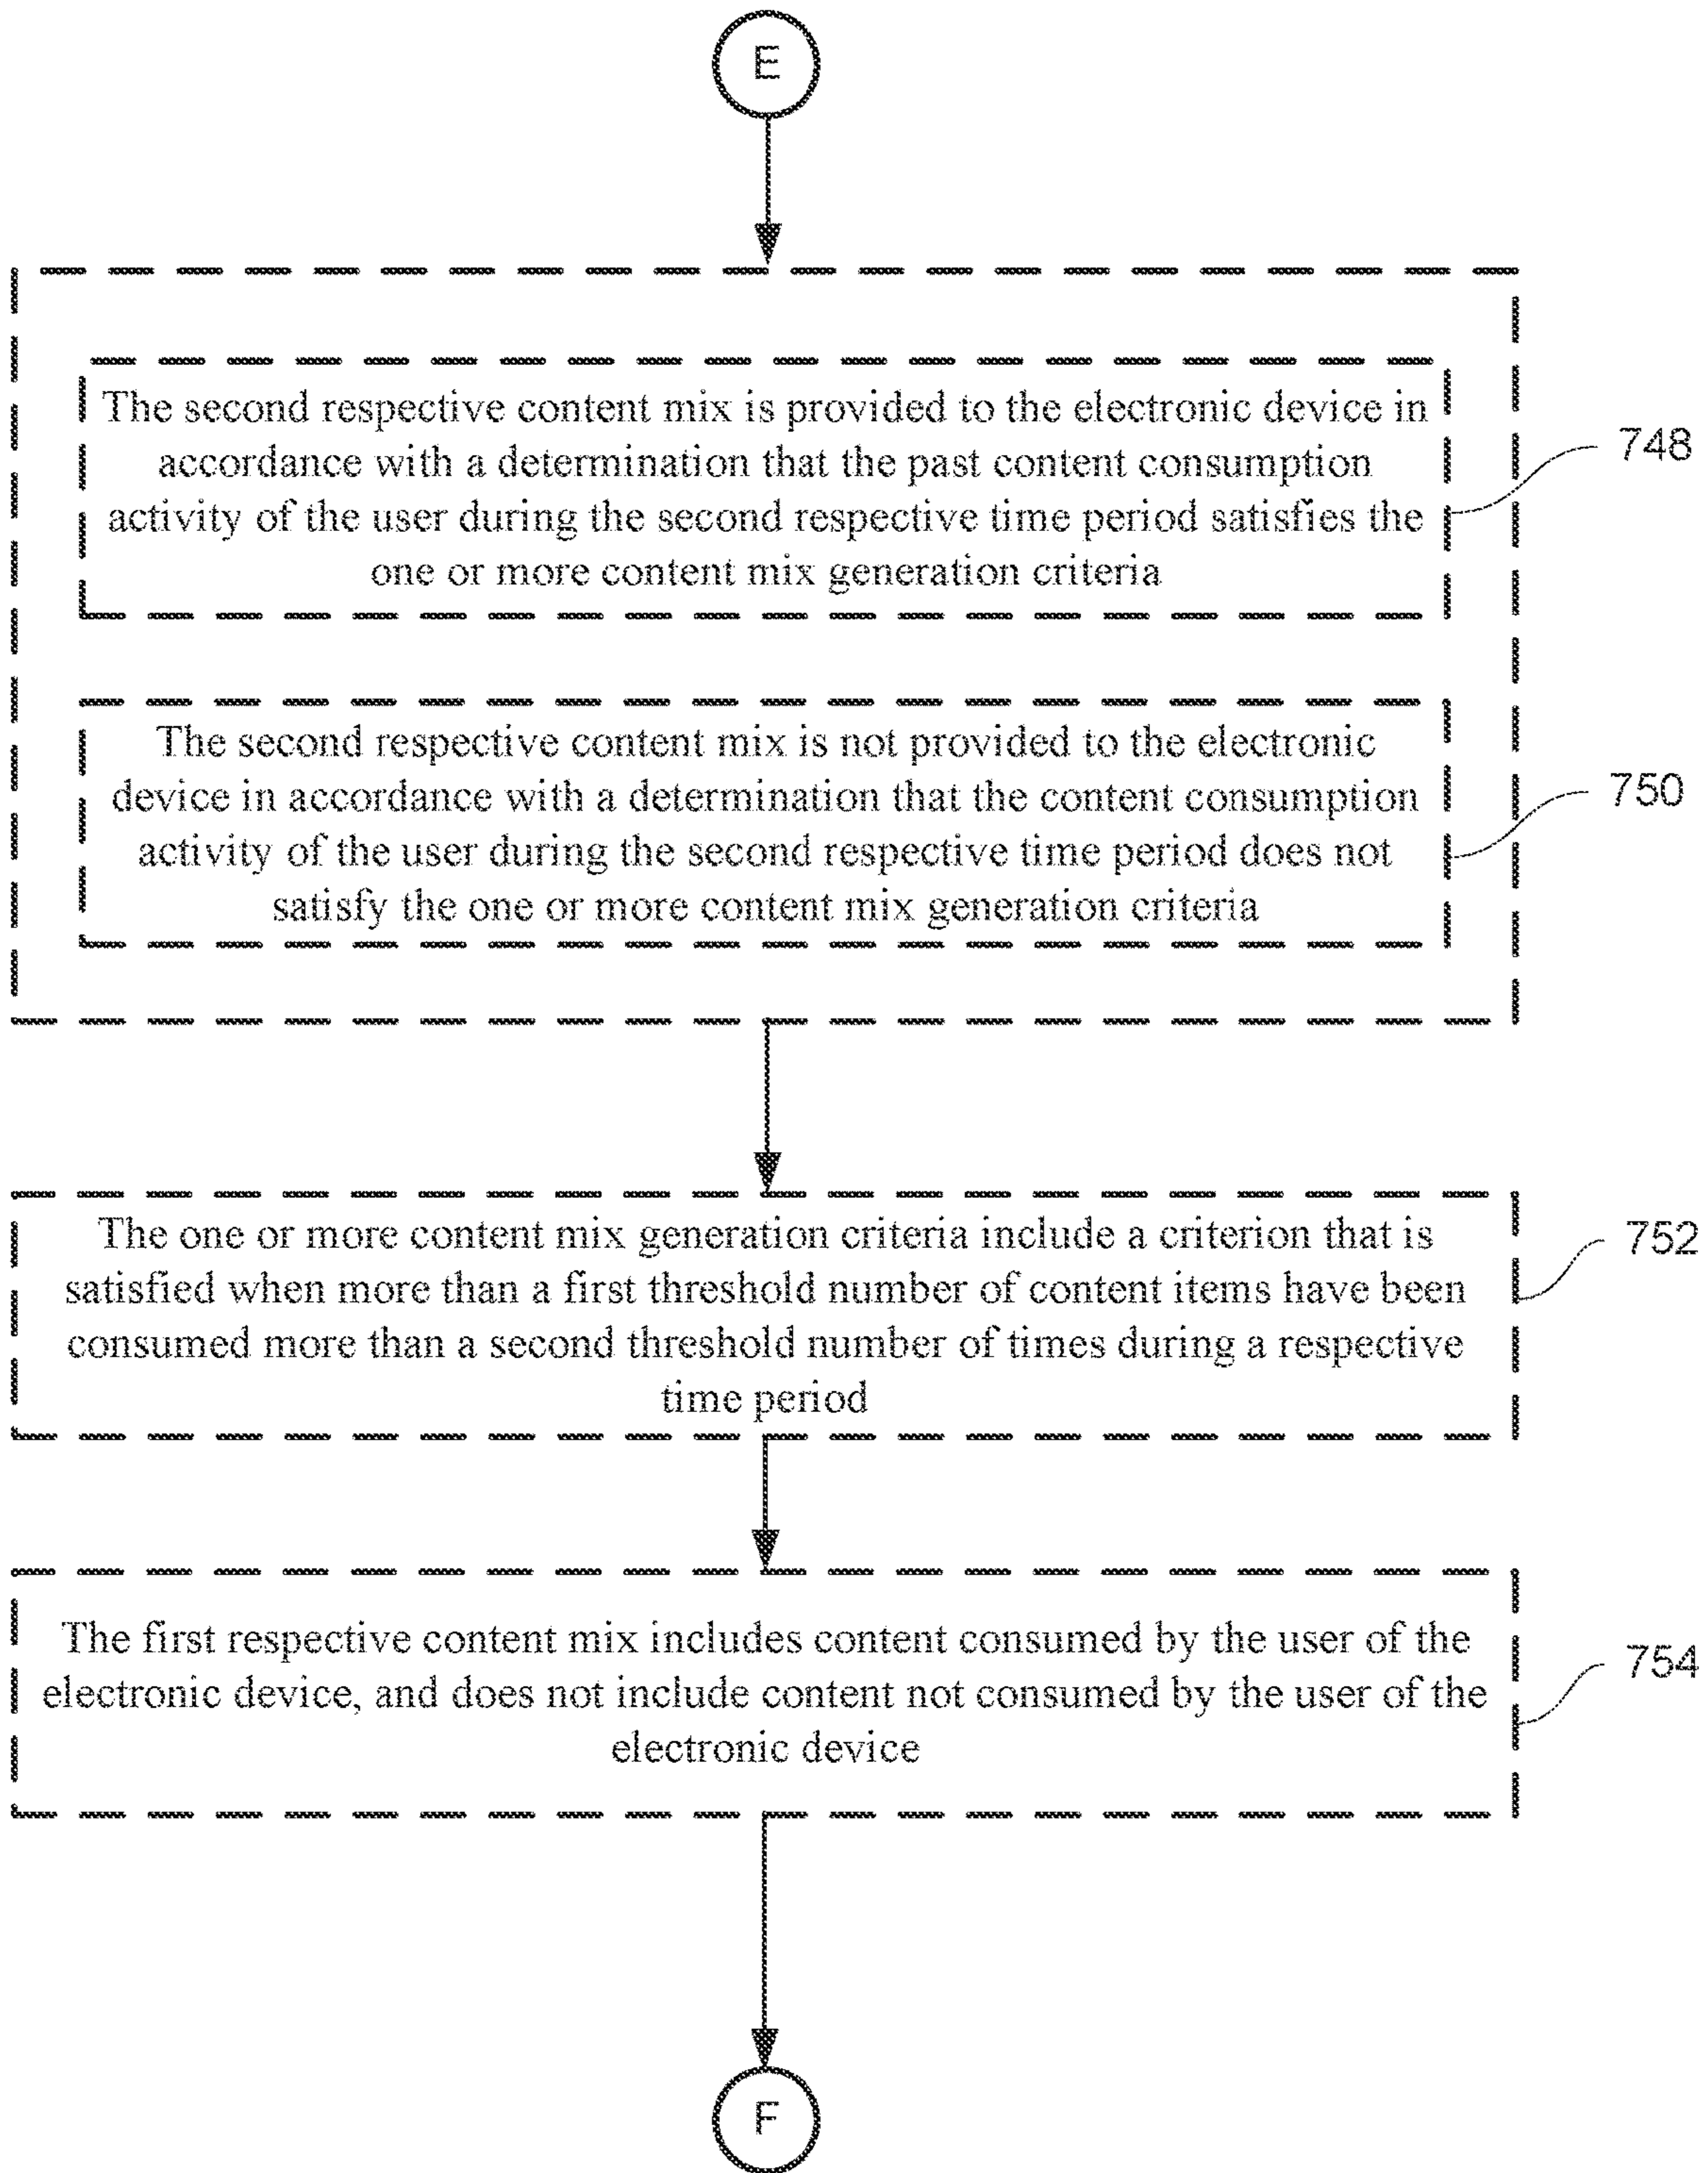 E
The second respective content mix is provided to the electronic device in
accordance with a determination that the past content consumption
activity of the user during the second respective time period satisfies the
one or more content mix generation criteria
748
The second respective content mix is not provided to the electronic
device in accordance with a determination that the content consumption
activity of the user during the second respective time period does not
satisfy the one or more content mix generation criteria
750
The one or more content mix generation criteria include a criterion that is
satisfied when more than a first threshold number of content items have been
consumed more than a second threshold number of times during a respective
time period
752
The first respective content mix includes content consumed by the user of the
electronic device, and does not include content not consumed by the user of the
electronic device
754
F